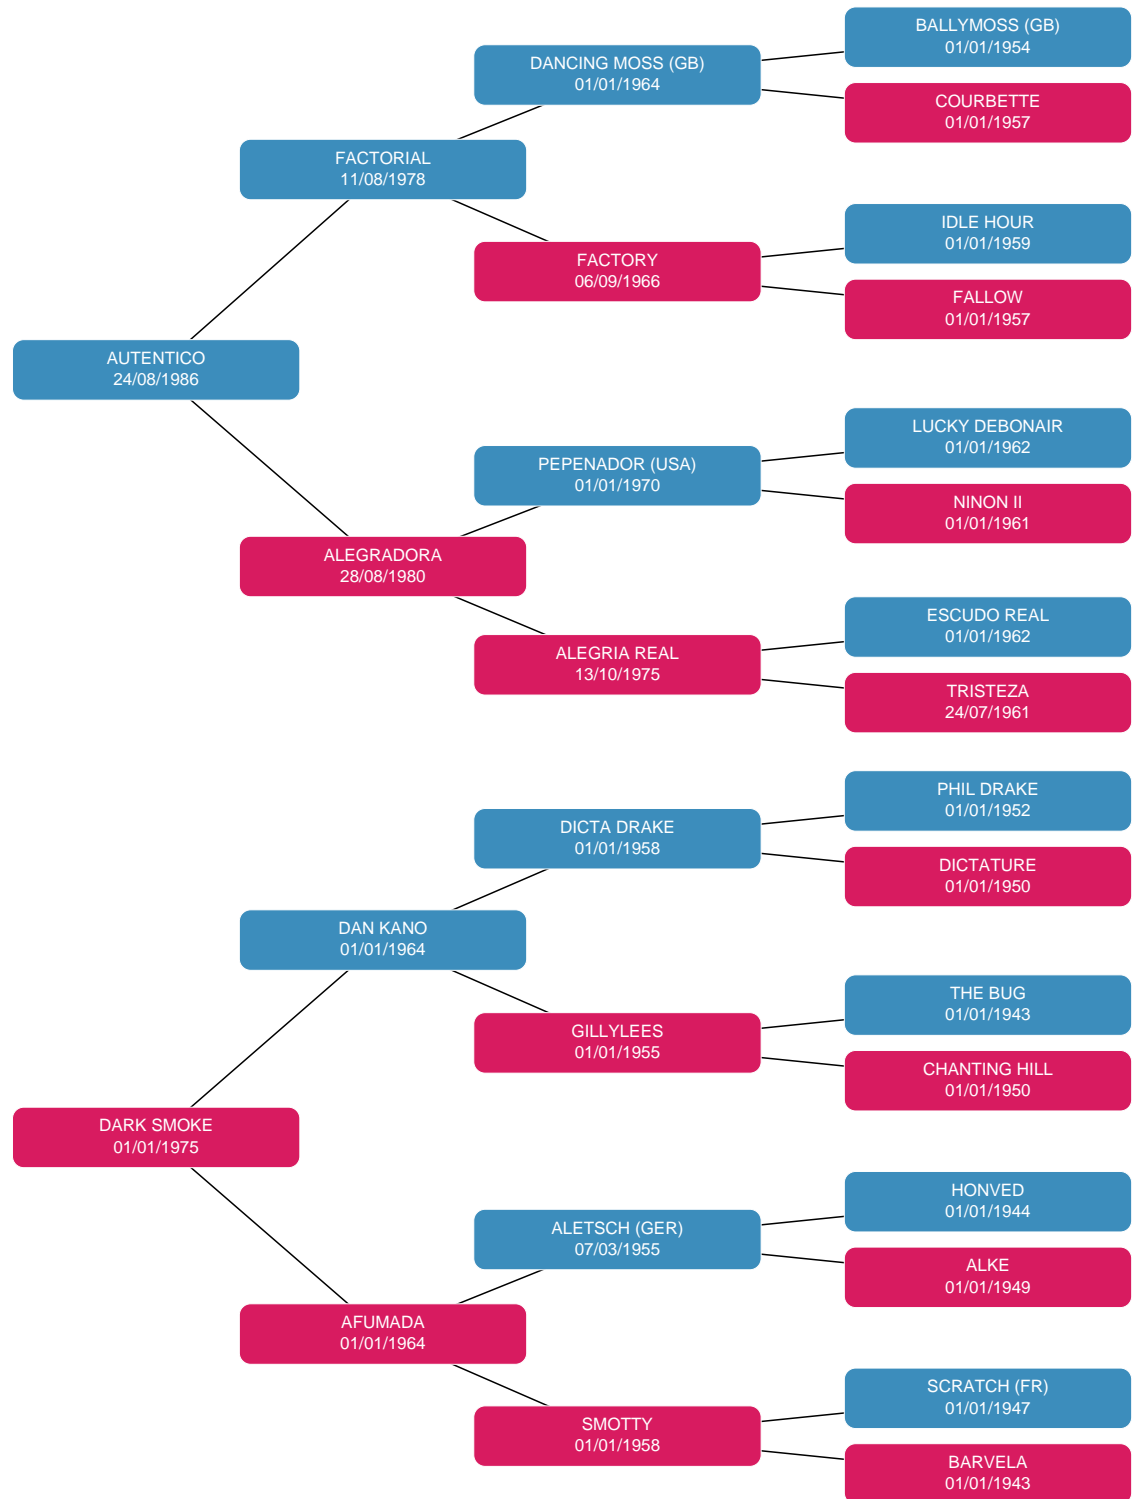 BALLYMOSS (GB)
01/01/1954
DANCING MOSS (GB)
01/01/1964
COURBETTE
01/01/1957
FACTORIAL
11/08/1978
IDLE HOUR
01/01/1959
FACTORY
06/09/1966
FALLOW
01/01/1957
AUTENTICO
24/08/1986
LUCKY DEBONAIR
01/01/1962
PEPENADOR (USA)
01/01/1970
NINON II
01/01/1961
ALEGRADORA
28/08/1980
ESCUDO REAL
01/01/1962
ALEGRIA REAL
13/10/1975
TRISTEZA
24/07/1961
PHIL DRAKE
01/01/1952
DICTA DRAKE
01/01/1958
DICTATURE
01/01/1950
DAN KANO
01/01/1964
THE BUG
01/01/1943
GILLYLEES
01/01/1955
CHANTING HILL
01/01/1950
DARK SMOKE
01/01/1975
HONVED
01/01/1944
ALETSCH (GER)
07/03/1955
ALKE
01/01/1949
AFUMADA
01/01/1964
SCRATCH (FR)
01/01/1947
SMOTTY
01/01/1958
BARVELA
01/01/1943